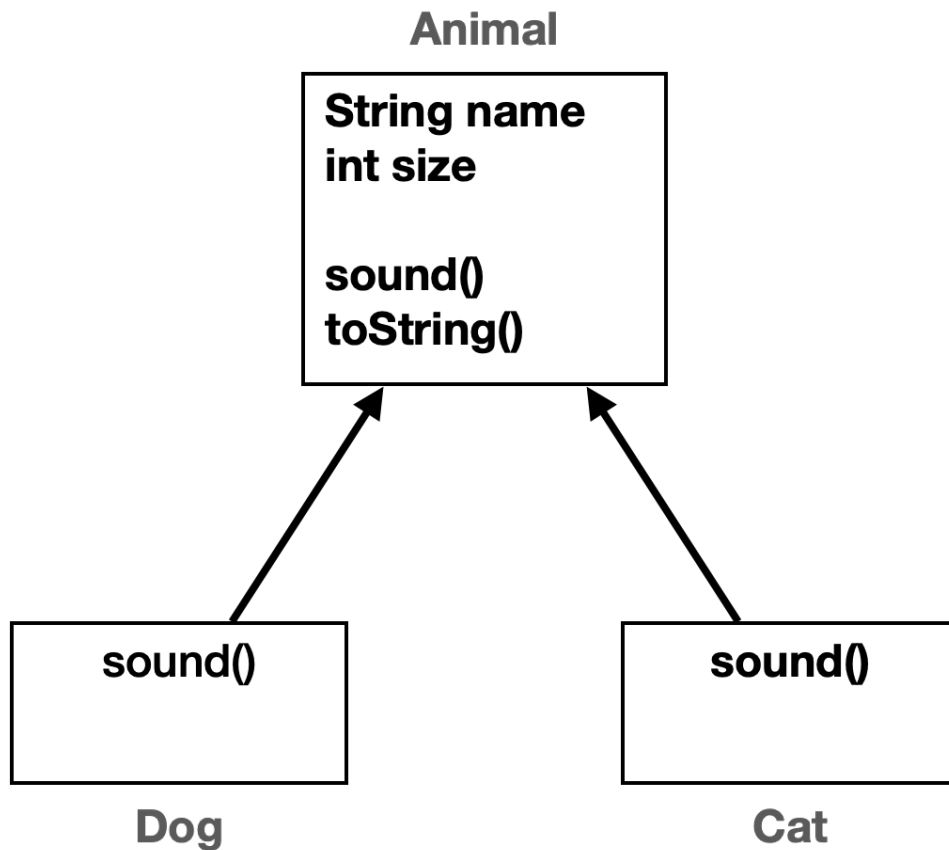 Animal
String name
int size
sound()
toString()
sound()
sound()
Dog
Cat